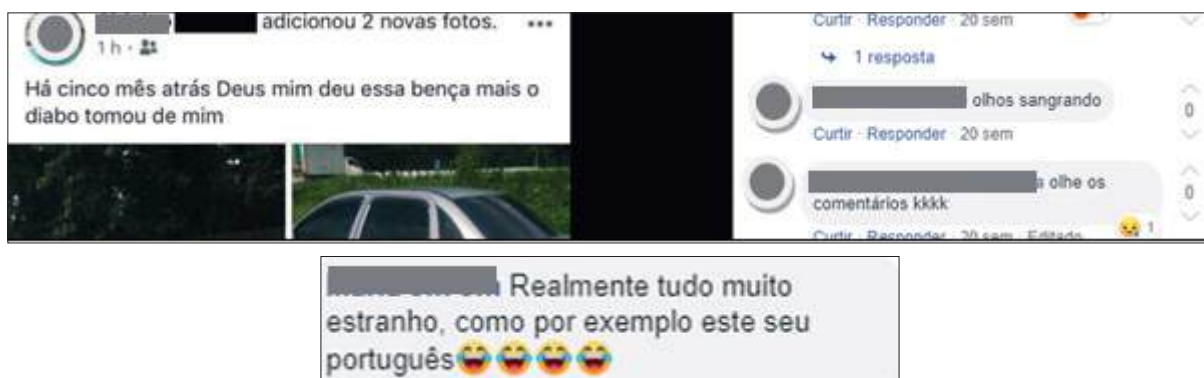 adicionou 2 novas fotos.
1 h
Há cinco mês atrás Deus mim deu essa bença mais o
diabo tomou de mim
Curtir · Responder · 20 sem
1 resposta
olhos sangrando
0
Curtir · Responder · 20 sem
olhe os
comentários kkkk
0
Curtir · Responder · 20 sem · Editado
1
Realmente tudo muito
estranho, como por exemplo este seu
português😂😂😂😂